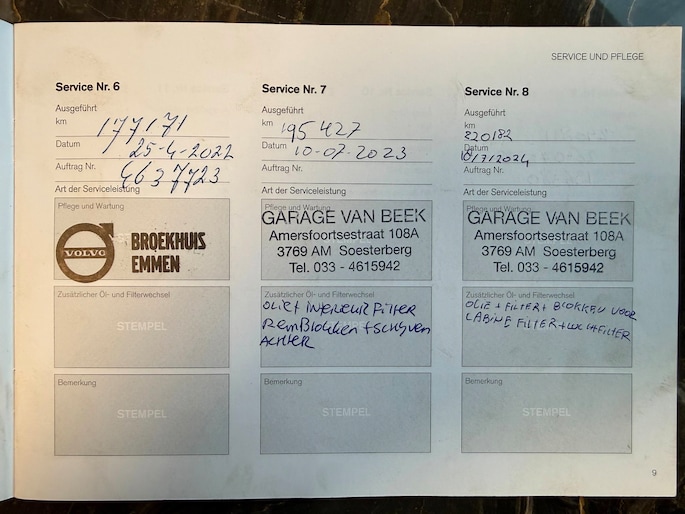 SERVICE UND PFLEGE
Service Nr. 6
Ausgeführt
km 177171
Datum 25-4-2022
Auftrag Nr. 4637723
Art der Serviceleistung
Pflege und Wartung
VOLVO
BROEKHUIS
EMMEN
Zusätzlicher Öl- und Filterwechsel
STEMPEL
Bemerkung
STEMPEL
Service Nr. 7
Ausgeführt
km 195427
Datum 10-07-2023
Auftrag Nr.
Art der Serviceleistung
Pflege und Wartung
GARAGE VAN BEEK
Amersfoortsestraat 108A
3769 AM Soesterberg
Tel. 033 - 4615942
Zusätzlicher Öl- und Filterwechsel
OLIE + INTERIEUR FILTER
REMBLOKKEN + SCHYVEN
ACHTER
STEMPEL
Bemerkung
STEMPEL
Service Nr. 8
Ausgeführt
km
Datum 10/7/2024
Auftrag Nr.
Art der Serviceleistung
Pflege und Wartung
GARAGE VAN BEEK
Amersfoortsestraat 108A
3769 AM Soesterberg
Tel. 033 - 4615942
Zusätzlicher Öl- und Filterwechsel
OLIE + FILTER + BLOKKEN VOOR
CABINE FILTER + LUCHTFILTER
STEMPEL
Bemerkung
STEMPEL
9